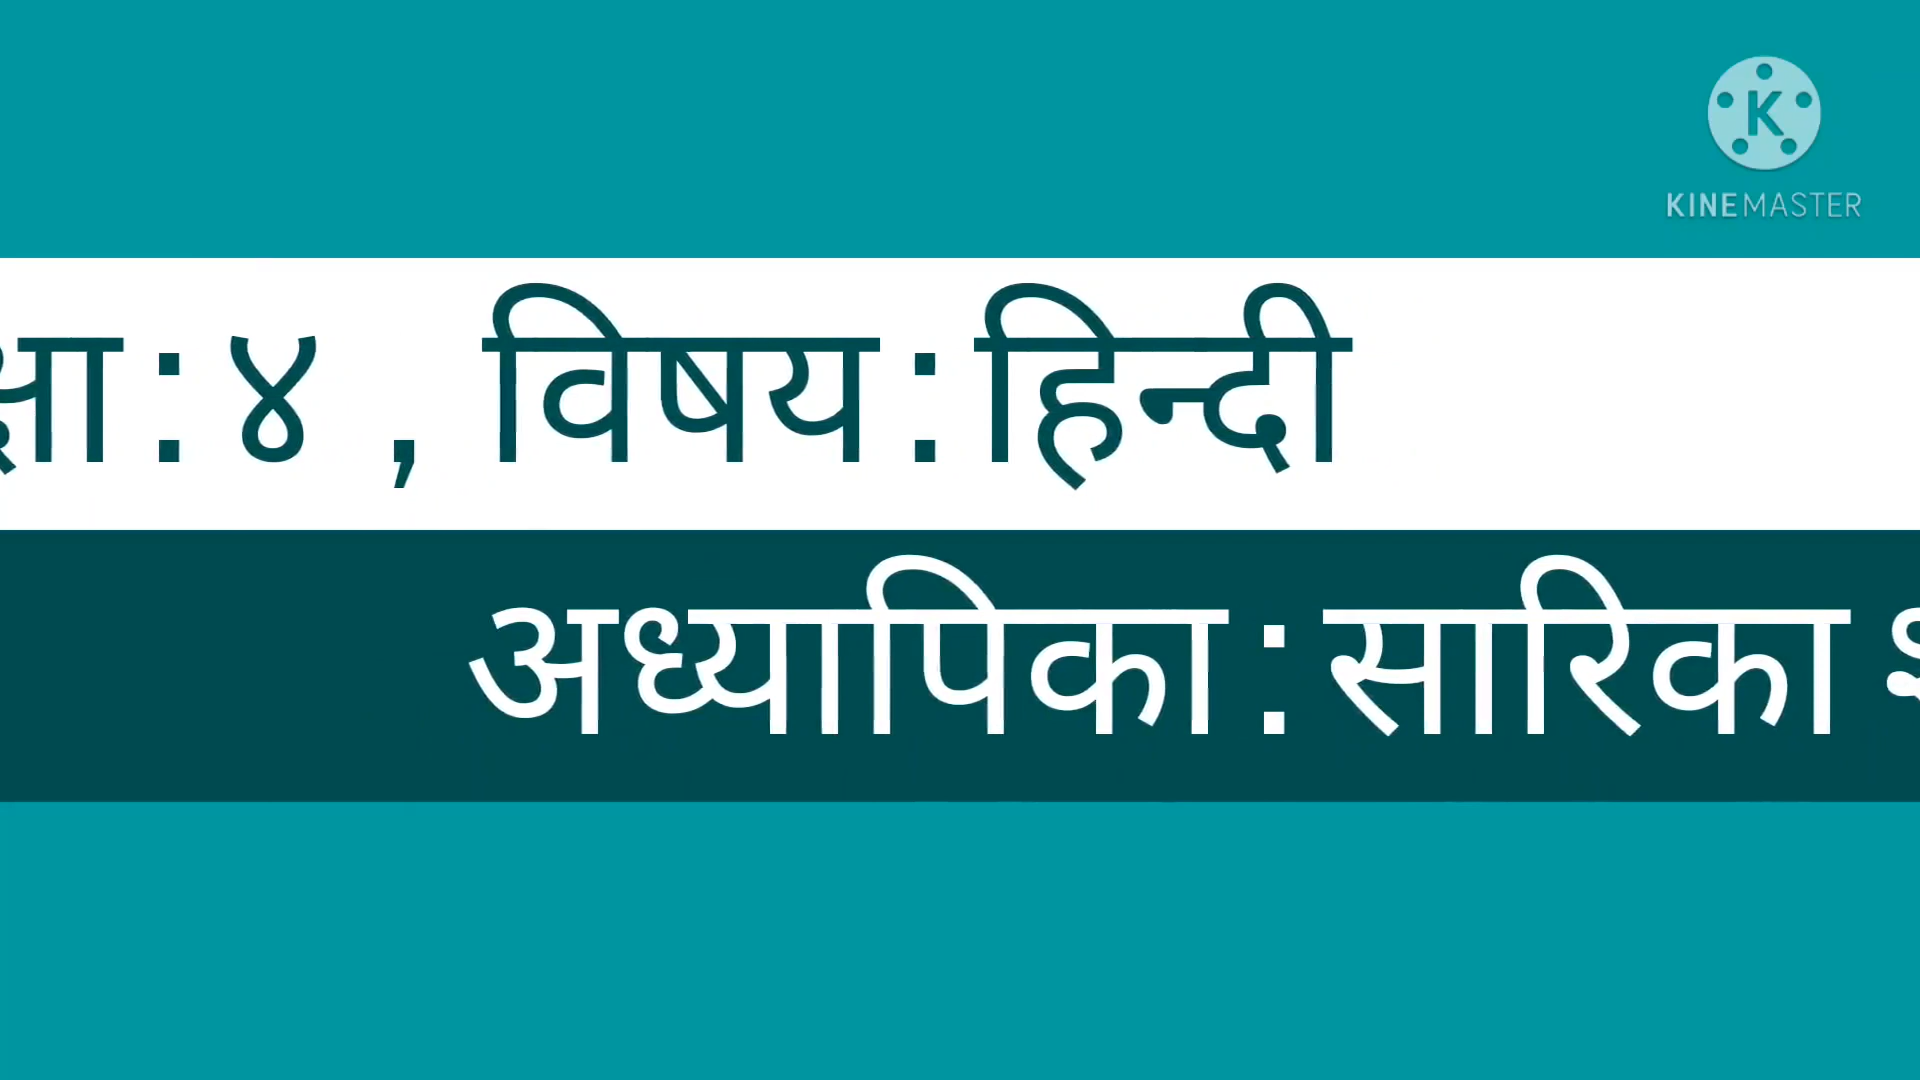 KINEMASTER
: ४ , विषय : हिन्दी
अध्यापिका : सारिका